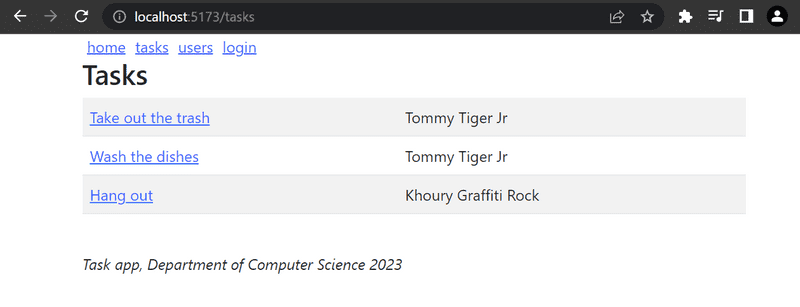 localhost:5173/tasks
home tasks users login
Tasks
Take out the trash Tommy Tiger Jr
Wash the dishes Tommy Tiger Jr
Hang out Khoury Graffiti Rock
Task app, Department of Computer Science 2023